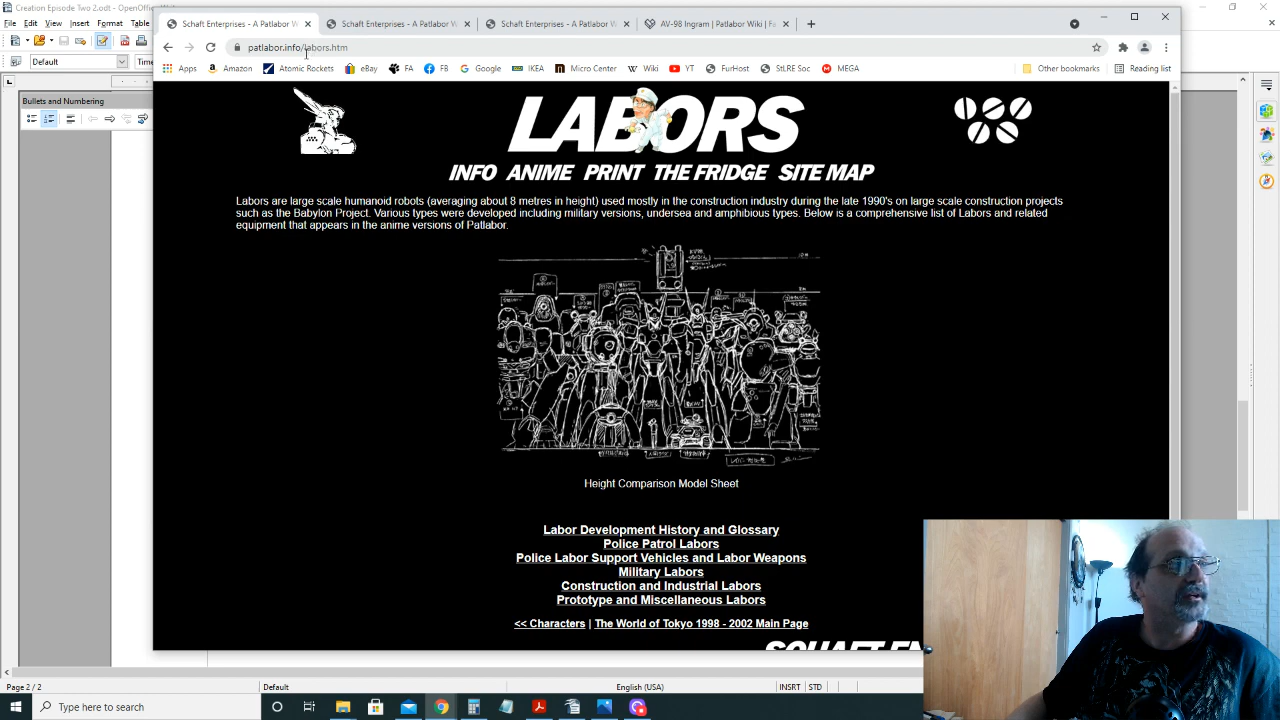 Creation Episode Two 2.odt - OpenOffice W
File Edit View Insert Format Table
Default
Time
Bullets and Numbering
Schaft Enterprises - A Patlabor W
Schaft Enterprises - A Patlabor W
Schaft Enterprises - A Patlabor W
AV-98 Ingram | Patlabor Wiki | Fa
patlabor.info/labors.htm
Apps Amazon Atomic Rockets eBay FA FB Google IKEA Micro Center Wiki YT FurHost StLRE Soc MEGA Other bookmarks Reading list
LABORS
INFO ANIME PRINT THE FRIDGE SITE MAP
Labors are large scale humanoid robots (averaging about 8 metres in height) used mostly in the construction industry during the late 1990's on large scale construction projects
such as the Babylon Project. Various types were developed including military versions, undersea and amphibious types. Below is a comprehensive list of Labors and related
equipment that appears in the anime versions of Patlabor.
Height Comparison Model Sheet
Labor Development History and Glossary
Police Patrol Labors
Police Labor Support Vehicles and Labor Weapons
Military Labors
Construction and Industrial Labors
Prototype and Miscellaneous Labors
<< Characters | The World of Tokyo 1998 - 2002 Main Page
SCHAFT EN
Page 2 / 2 Default English (USA) INSRT STD
Type here to search